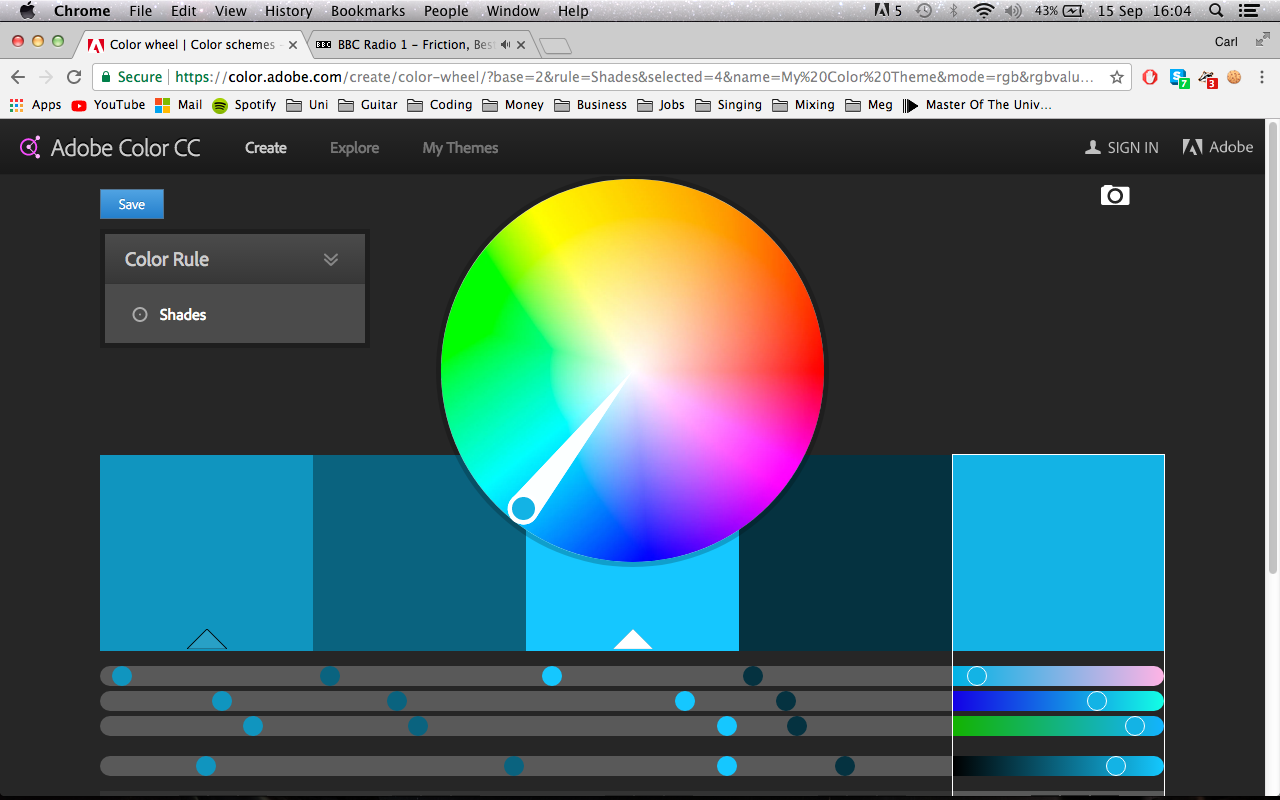 Chrome File Edit View History Bookmarks People Window Help 5 43% 15 Sep 16:04
Color wheel | Color schemes - BBC Radio 1 - Friction, Bes Carl
Secure https://color.adobe.com/create/color-wheel/?base=2&rule=Shades&selected=4&name=My%20Color%20Theme&mode=rgb&rgbvalu... 7 3
Apps YouTube Mail Spotify Uni Guitar Coding Money Business Jobs Singing Mixing Meg Master Of The Univ...
Adobe Color CC Create Explore My Themes SIGN IN Adobe
Save
Color Rule
Shades